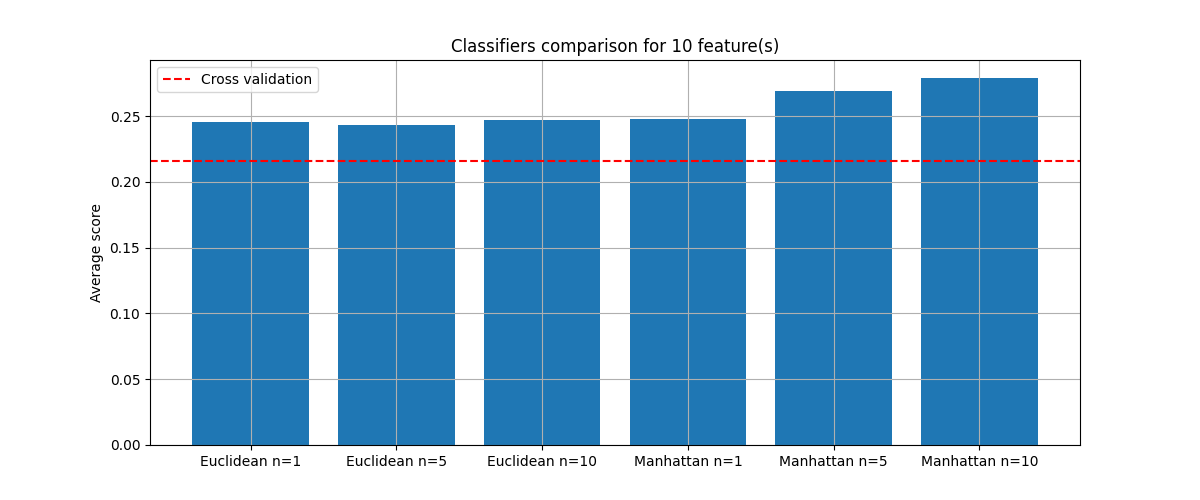 Classifiers comparison for 10 feature(s)
Cross validation
Average score
0.25
0.20
0.15
0.10
0.05
0.00
Euclidean n=1 Euclidean n=5 Euclidean n=10 Manhattan n=1 Manhattan n=5 Manhattan n=10